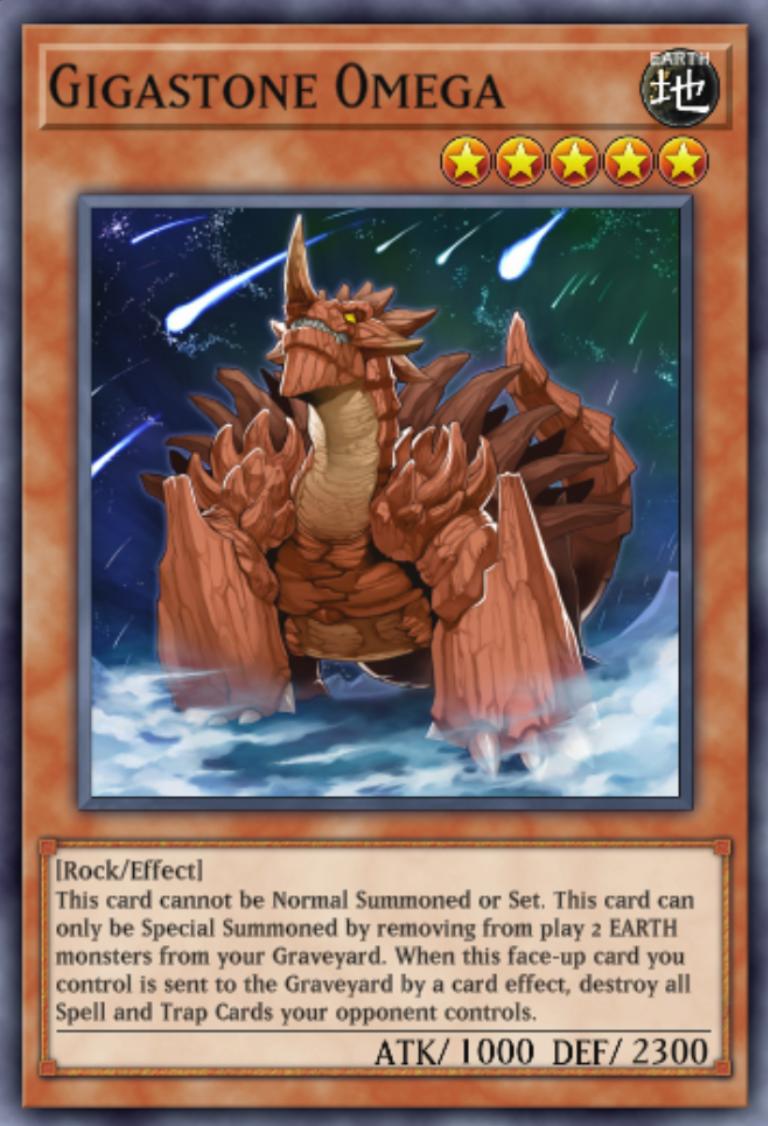 Gigastone Omega
EARTH
地
[Rock/Effect]
This card cannot be Normal Summoned or Set. This card can
only be Special Summoned by removing from play 2 EARTH
monsters from your Graveyard. When this face-up card you
control is sent to the Graveyard by a card effect, destroy all
Spell and Trap Cards your opponent controls.
ATK/ 1000 DEF/ 2300